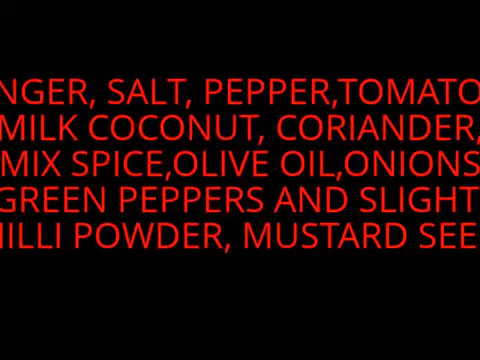 NGER, SALT, PEPPER,TOMATO
MILK COCONUT, CORIANDER,
MIX SPICE,OLIVE OIL,ONIONS
GREEN PEPPERS AND SLIGHT
ILLI POWDER, MUSTARD SEE